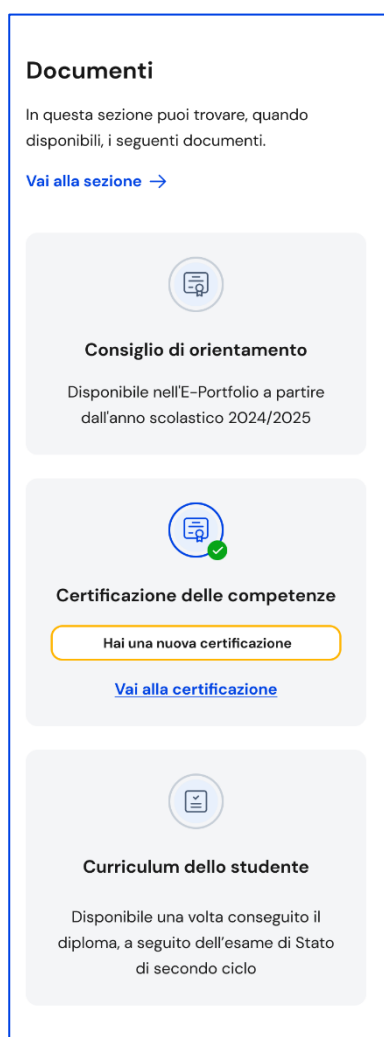 Documenti
In questa sezione puoi trovare, quando
disponibili, i seguenti documenti.
Vai alla sezione →
Consiglio di orientamento
Disponibile nell'E-Portfolio a partire
dall'anno scolastico 2024/2025
Certificazione delle competenze
Hai una nuova certificazione
Vai alla certificazione
Curriculum dello studente
Disponibile una volta conseguito il
diploma, a seguito dell’esame di Stato
di secondo ciclo